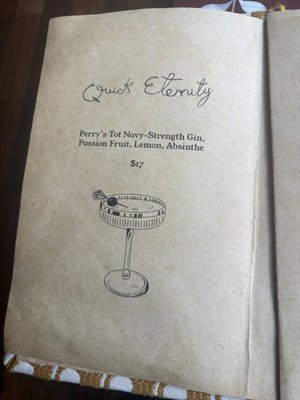 Quick Eternity
Perry's Tot Navy-Strength Gin,
Passion Fruit, Lemon, Absinthe
$17